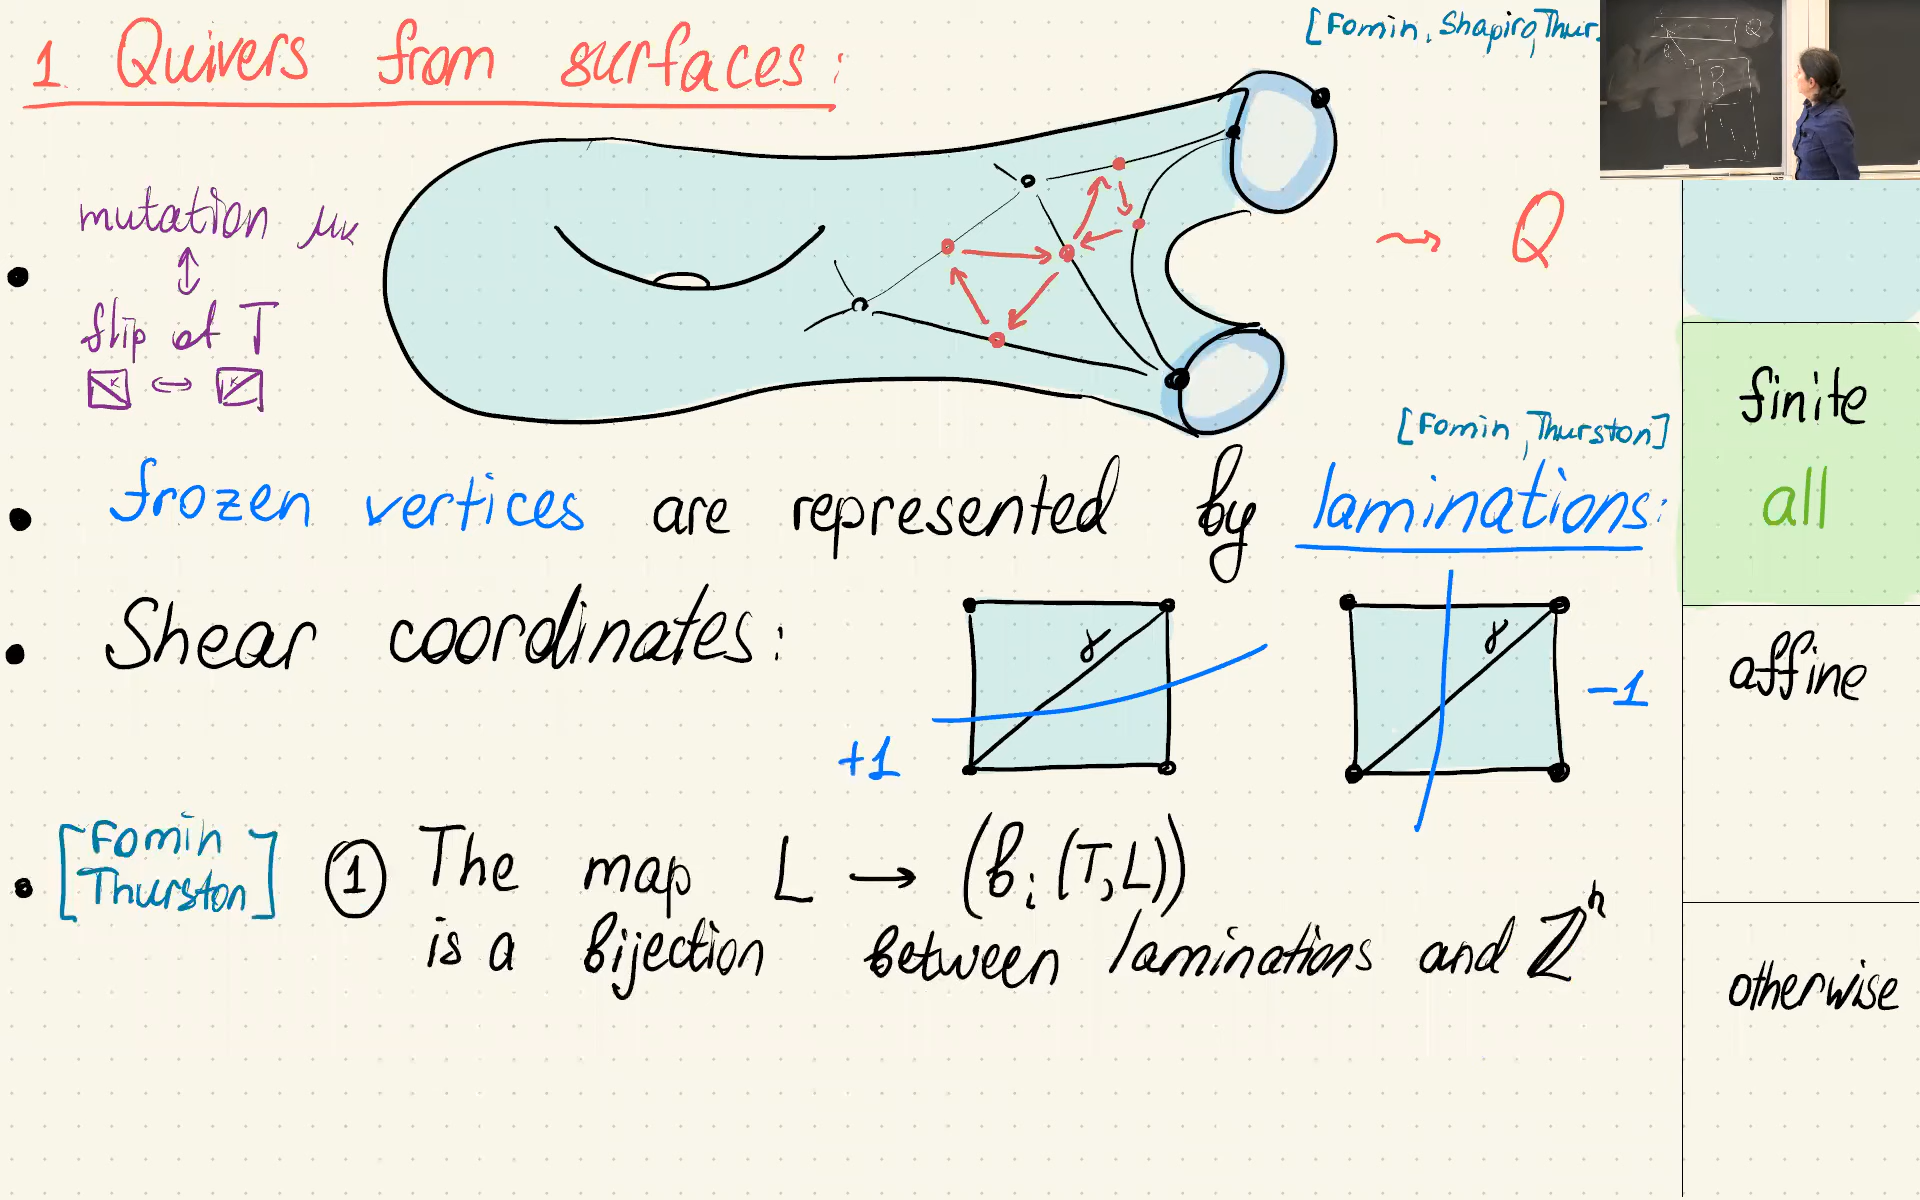 1 Quivers from surfaces:
[Fomin, Shapiro, Thur.
Q
B
mutation μk
↕
flip of T
k ↔ k
⇝ Q
[Fomin, Thurston]
• frozen vertices are represented by laminations:
• Shear coordinates:
γ
+1
γ
-1
• [Fomin Thurston] ① The map L → (bᵢ (T,L))
is a bijection between laminations and ℤⁿ
finite
all
affine
otherwise